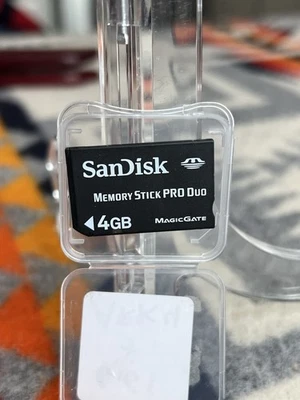 SanDisk
MEMORY STICK PRO DUO
4GB
MAGICGATE